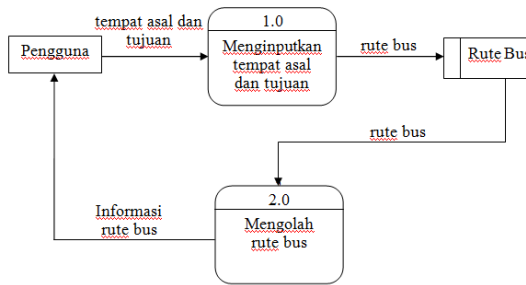 tempat asal dan
tujuan
1.0
Pengguna
Menginputkan
tempat asal
dan tujuan
rute bus
Rute Bus
rute bus
2.0
Mengolah
rute bus
Informasi
rute bus